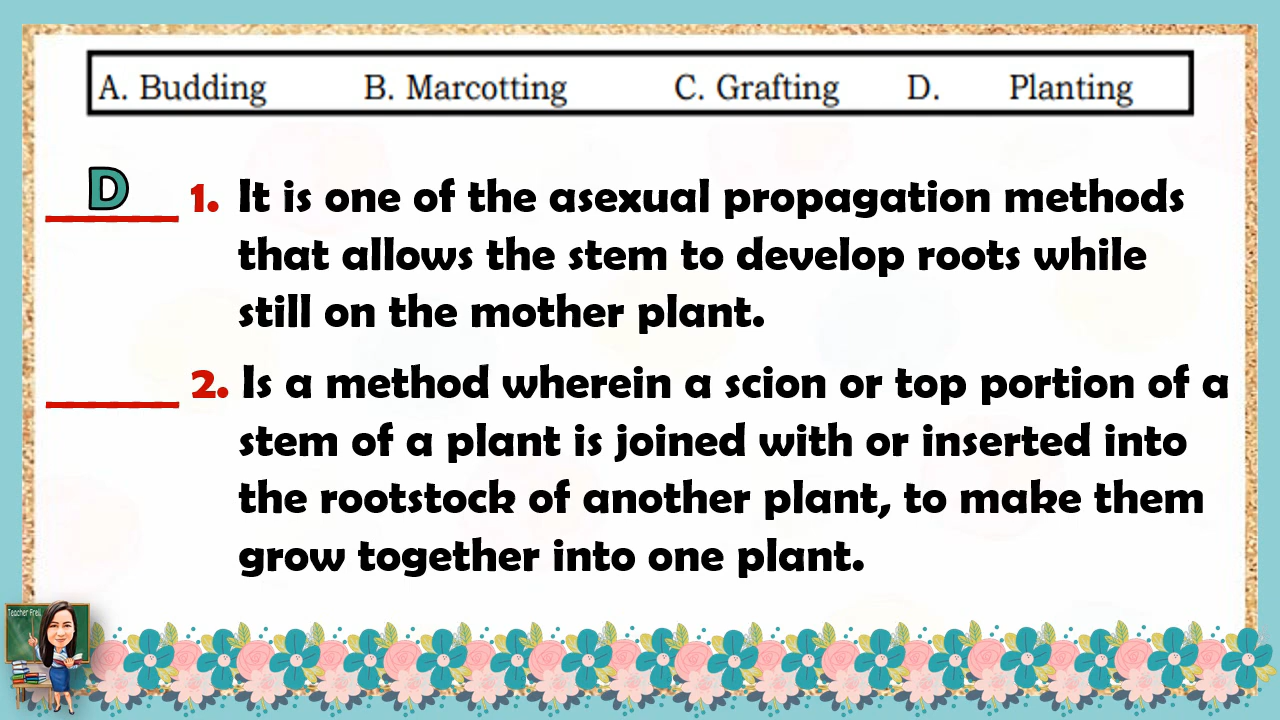 A. Budding B. Marcotting C. Grafting D. Planting
D 1. It is one of the asexual propagation methods
that allows the stem to develop roots while
still on the mother plant.
2. Is a method wherein a scion or top portion of a
stem of a plant is joined with or inserted into
the rootstock of another plant, to make them
grow together into one plant.
Teacher Frell